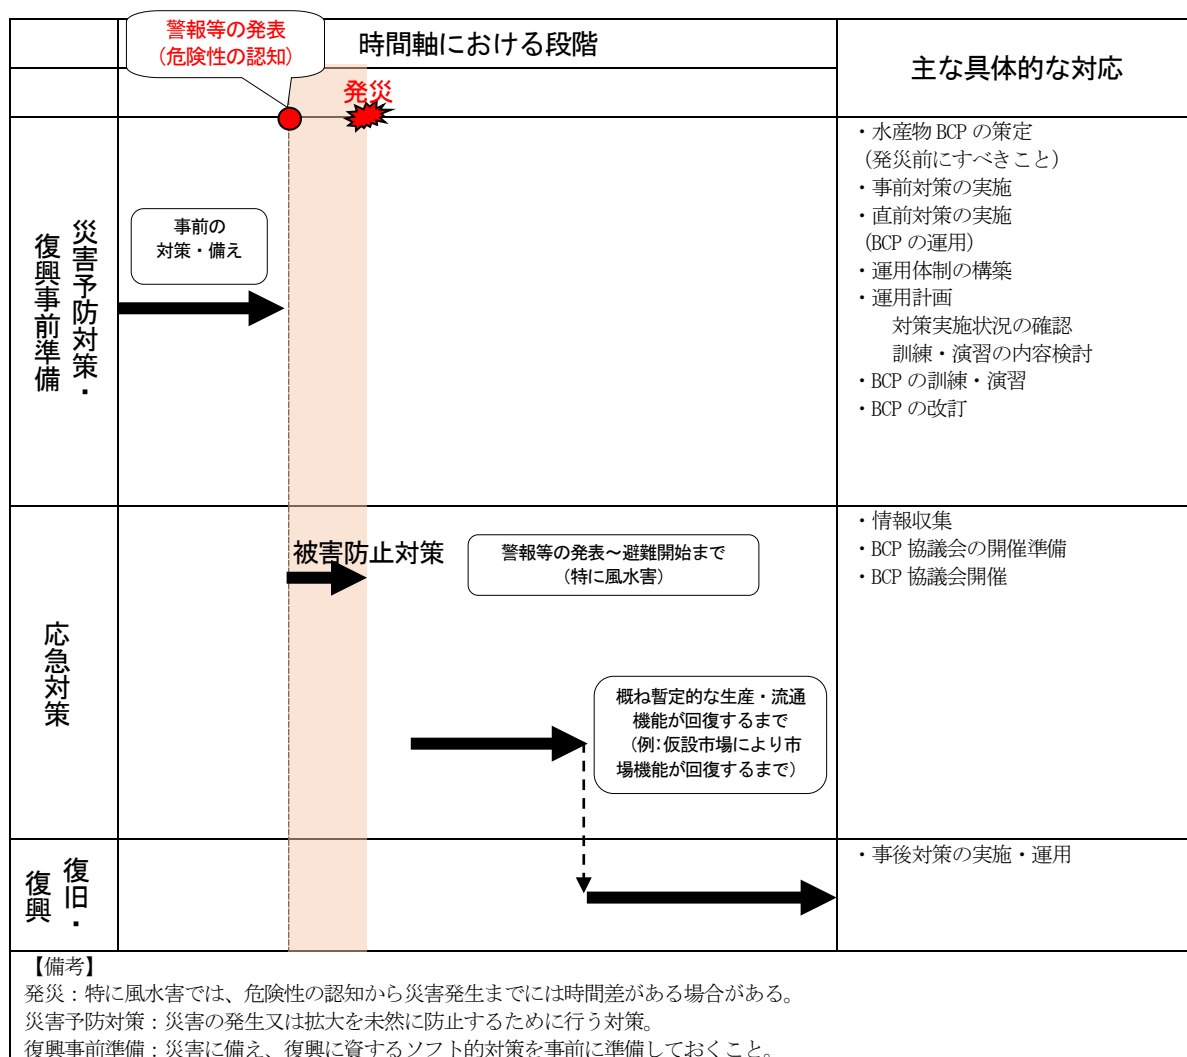 警報等の発表
(危険性の認知)
時間軸における段階
主な具体的な対応
発災
災害予防対策・
復興事前準備
事前の
対策・備え
・水産物 BCP の策定
(発災前にすべきこと)
・事前対策の実施
・直前対策の実施
(BCP の運用)
・運用体制の構築
・運用計画
対策実施状況の確認
訓練・演習の内容検討
・BCP の訓練・演習
・BCP の改訂
応急対策
被害防止対策
警報等の発表～避難開始まで
(特に風水害)
概ね暫定的な生産・流通
機能が回復するまで
(例:仮設市場により市
場機能が回復するまで)
・情報収集
・BCP 協議会の開催準備
・BCP 協議会開催
復旧・
復興
・事後対策の実施・運用
【備考】
発災：特に風水害では、危険性の認知から災害発生までには時間差がある場合がある。
災害予防対策：災害の発生又は拡大を未然に防止するために行う対策。
復興事前準備：災害に備え、復興に資するソフト的対策を事前に準備しておくこと。